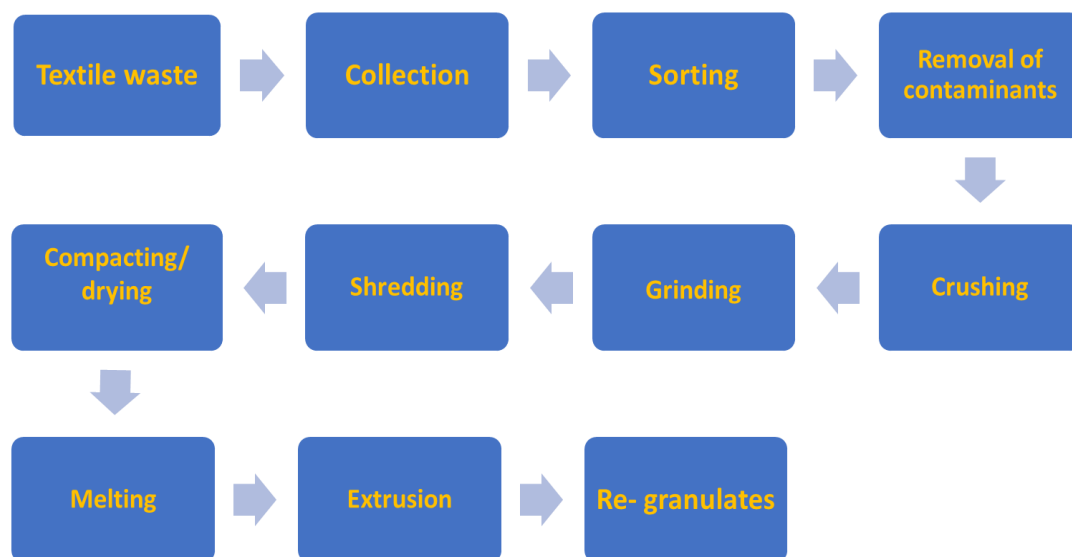 Textile waste
Collection
Sorting
Removal of
contaminants
Crushing
Grinding
Shredding
Compacting/
drying
Melting
Extrusion
Re- granulates